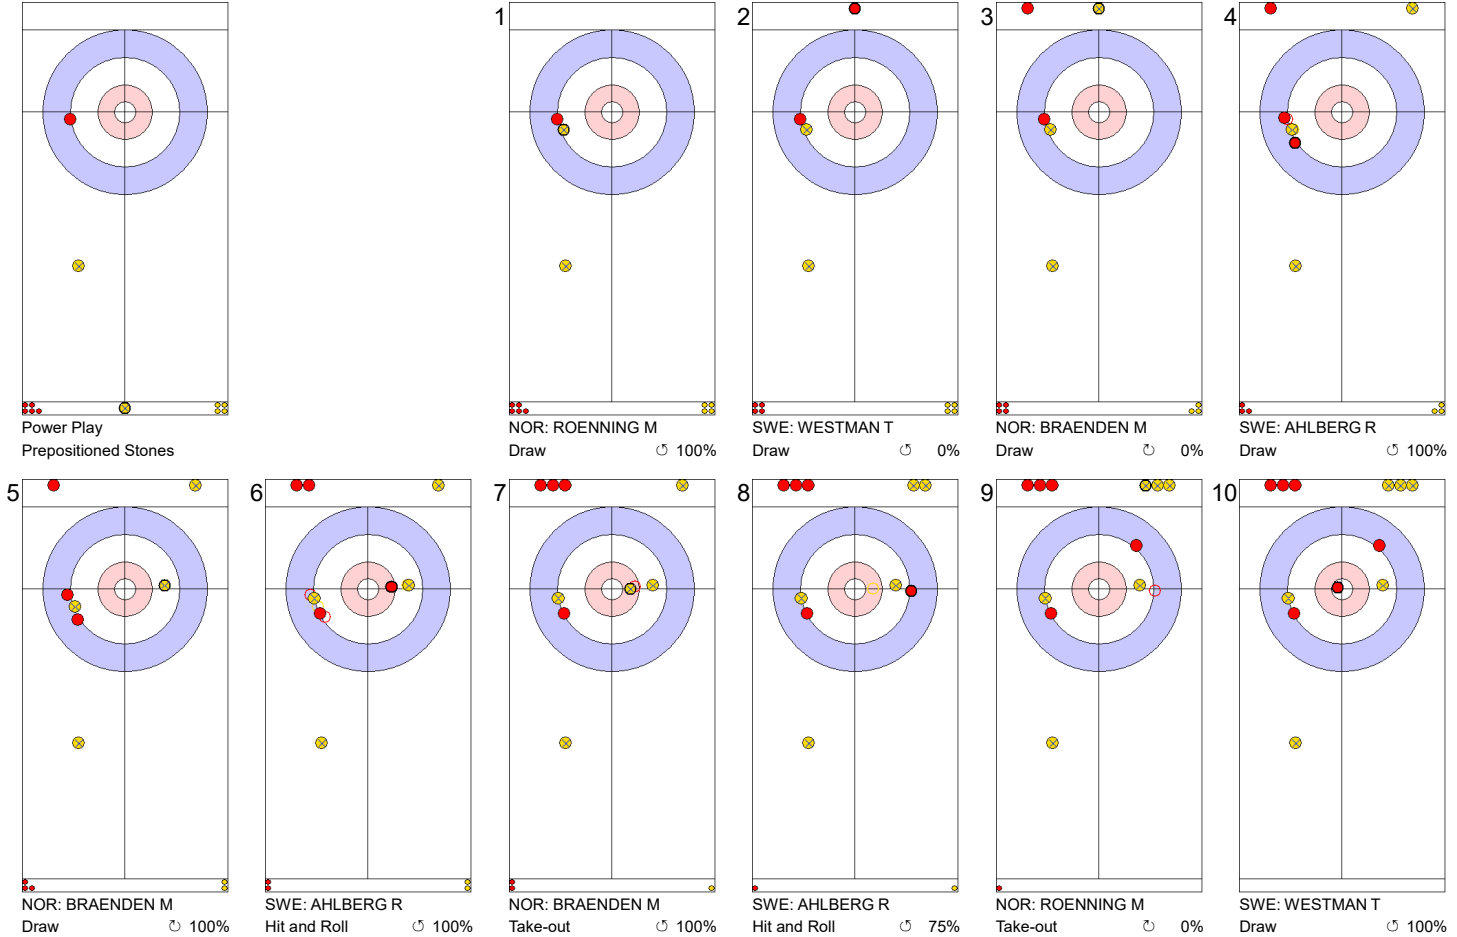 Power Play
Prepositioned Stones
1
NOR: ROENNING M
Draw ↺ 100%
2
SWE: WESTMAN T
Draw ↺ 0%
3
NOR: BRAENDEN M
Draw ↻ 0%
4
SWE: AHLBERG R
Draw ↺ 100%
5
NOR: BRAENDEN M
Draw ↻ 100%
6
SWE: AHLBERG R
Hit and Roll ↺ 100%
7
NOR: BRAENDEN M
Take-out ↺ 100%
8
SWE: AHLBERG R
Hit and Roll ↺ 75%
9
NOR: ROENNING M
Take-out ↻ 0%
10
SWE: WESTMAN T
Draw ↺ 100%